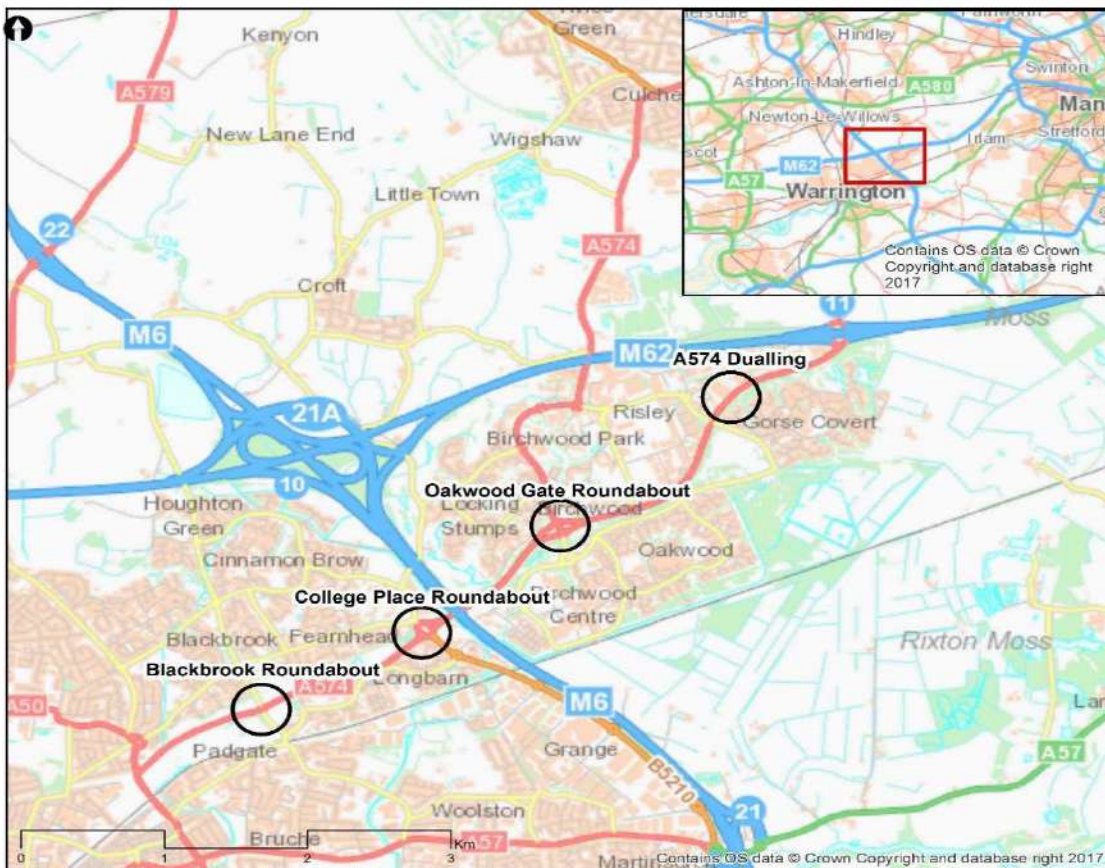 Green
Kenyon
A579
Culche
New Lane End
Wigshaw
Little Town
22
A574
Croft
11
Moss
M6
M62
A574 Dualling
21A
Risley
Gorse Covert
Birchwood Park
10
Oakwood Gate Roundabout
Houghton
Green
Locking
Stumps
Birchwood
Cinnamon Brow
Oakwood
College Place Roundabout
Birchwood
Centre
Blackbrook
Fearnhead
Rixton Moss
Blackbrook Roundabout
A574
Longbarn
A50
M6
Padgate
Grange
A57
B5210
Woolston
21
0 1 2 3
Km
Bruche
A57
Contains OS data © Crown Copyright and database right 2017
Hindley
Swinton
Ashton-In-Makerfield
A580
Man
Newton-Le-Willows
Irlam
Stretford
scot
M62
A57
Warrington
Contains OS data © Crown
Copyright and database right
2017